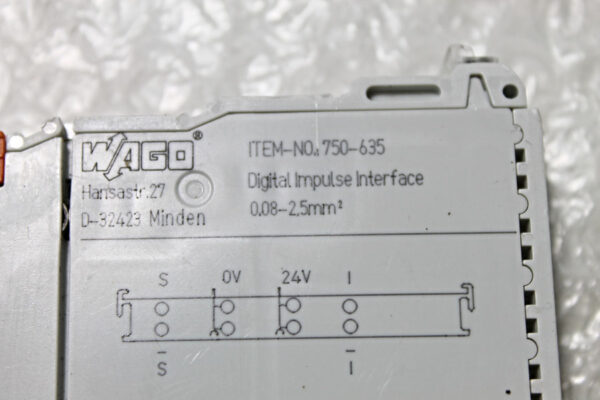 WAGO®
ITEM-NO.: 750-635
Hansastr.27
Digital Impulse Interface
D-32423 Minden
0.08-2,5mm²
S 0V 24V I
S̅ I̅